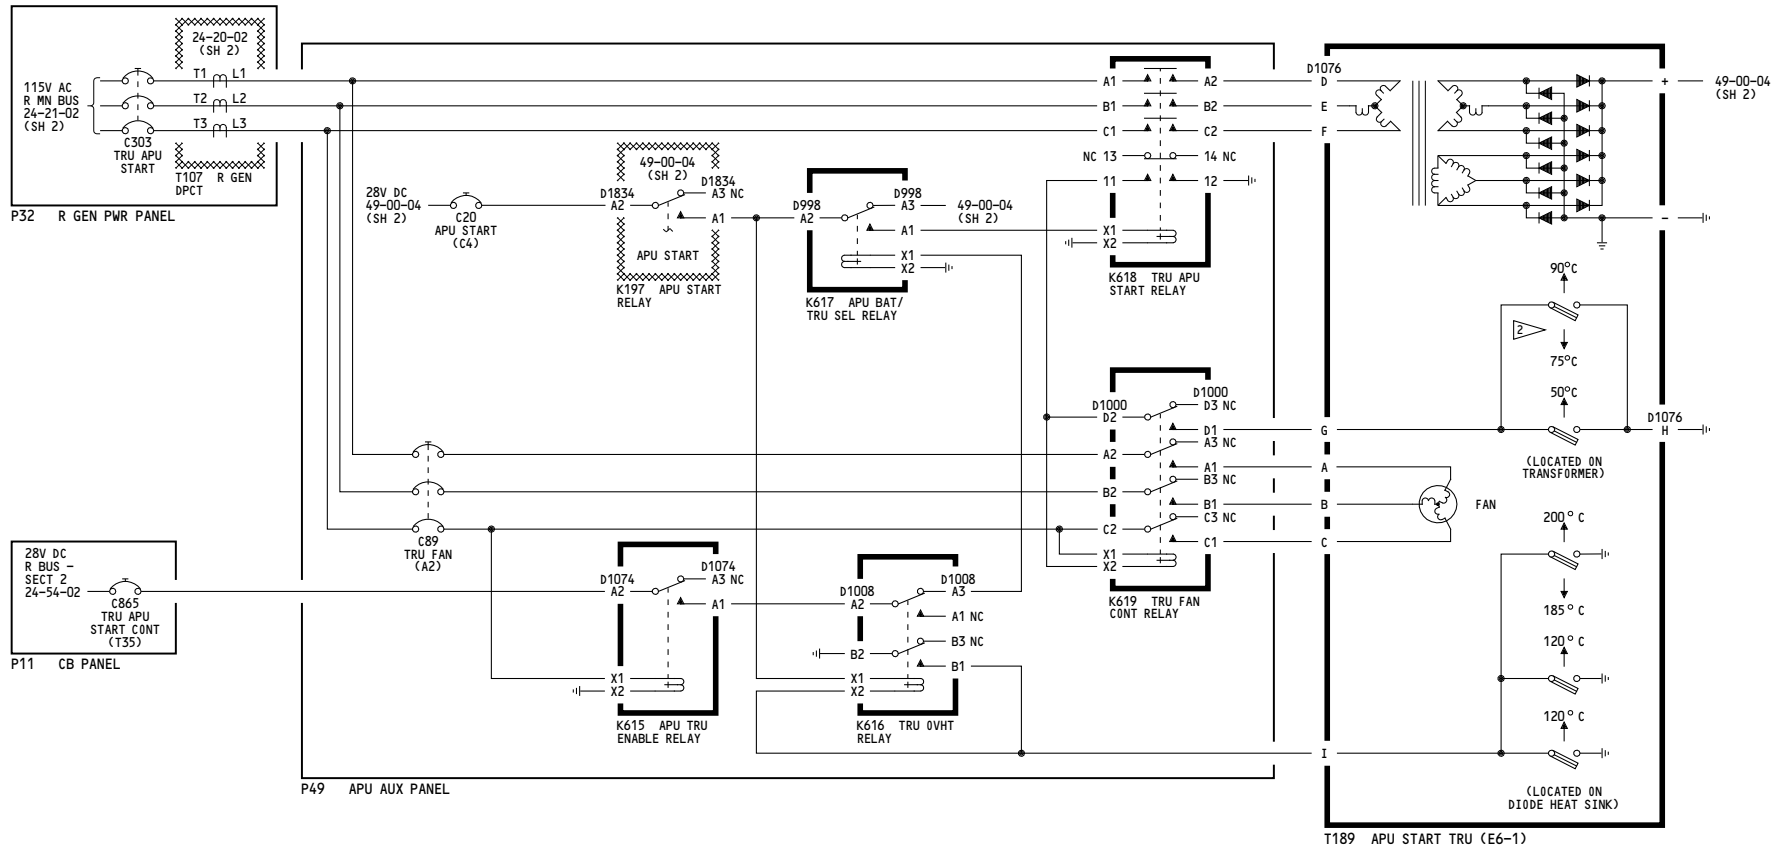 24-20-02
(SH 2)
115V AC
R MN BUS
24-21-02
(SH 2)
T1 L1
T2 L2
T3 L3
C303
TRU APU
START
T107 R GEN
DPCT
P32 R GEN PWR PANEL
28V DC
49-00-04
(SH 2)
C20
APU START
(C4)
49-00-04
(SH 2)
D1834
A2
D1834
A3 NC
A1
APU START
K197 APU START
RELAY
D998
A2
D998
A3
49-00-04
(SH 2)
A1
X1
X2
K617 APU BAT/
TRU SEL RELAY
A1 A2
B1 B2
C1 C2
NC 13 14 NC
11 12
X1
X2
K618 TRU APU
START RELAY
D1076
D
E
F
+
49-00-04
(SH 2)
-
90°C
2
75°C
50°C
D1076
H
G
(LOCATED ON
TRANSFORMER)
D1000
D2
D1000
D3 NC
D1
A3 NC
A2
A1
B3 NC
B2
B1
C3 NC
C2
C1
X1
X2
K619 TRU FAN
CONT RELAY
A
B
C
FAN
200°C
185°C
120°C
120°C
I
(LOCATED ON
DIODE HEAT SINK)
T189 APU START TRU (E6-1)
C89
TRU FAN
(A2)
28V DC
R BUS -
SECT 2
24-54-02
C865
TRU APU
START CONT
(T35)
P11 CB PANEL
D1074
A2
D1074
A3 NC
A1
X1
X2
K615 APU TRU
ENABLE RELAY
D1008
A2
D1008
A3
A1 NC
B3 NC
B2
B1
X1
X2
K616 TRU OVHT
RELAY
P49 APU AUX PANEL